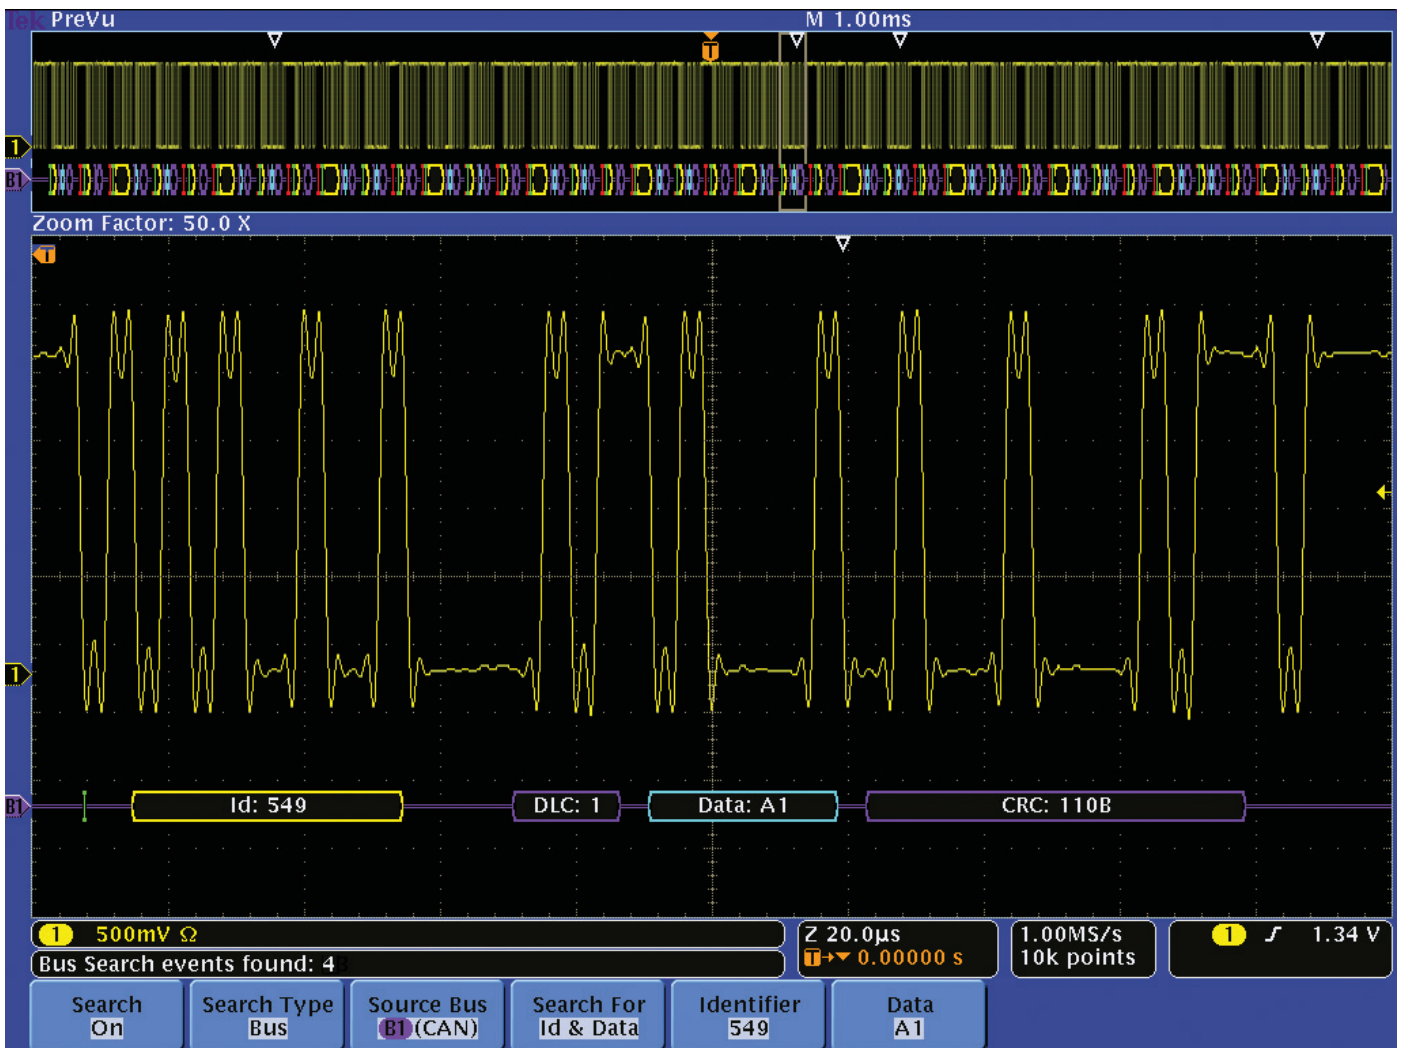 Tek PreVu M 1.00ms
T
1
B1
Zoom Factor: 50.0 X
T
1
B1 Id: 549 DLC: 1 Data: A1 CRC: 110B
1 500mV Ω Z 20.0µs 1.00MS/s 1 1.34 V
Bus Search events found: 4 T→▼ 0.00000 s 10k points
Search Search Type Source Bus Search For Identifier Data
On Bus B1 (CAN) Id & Data 549 A1